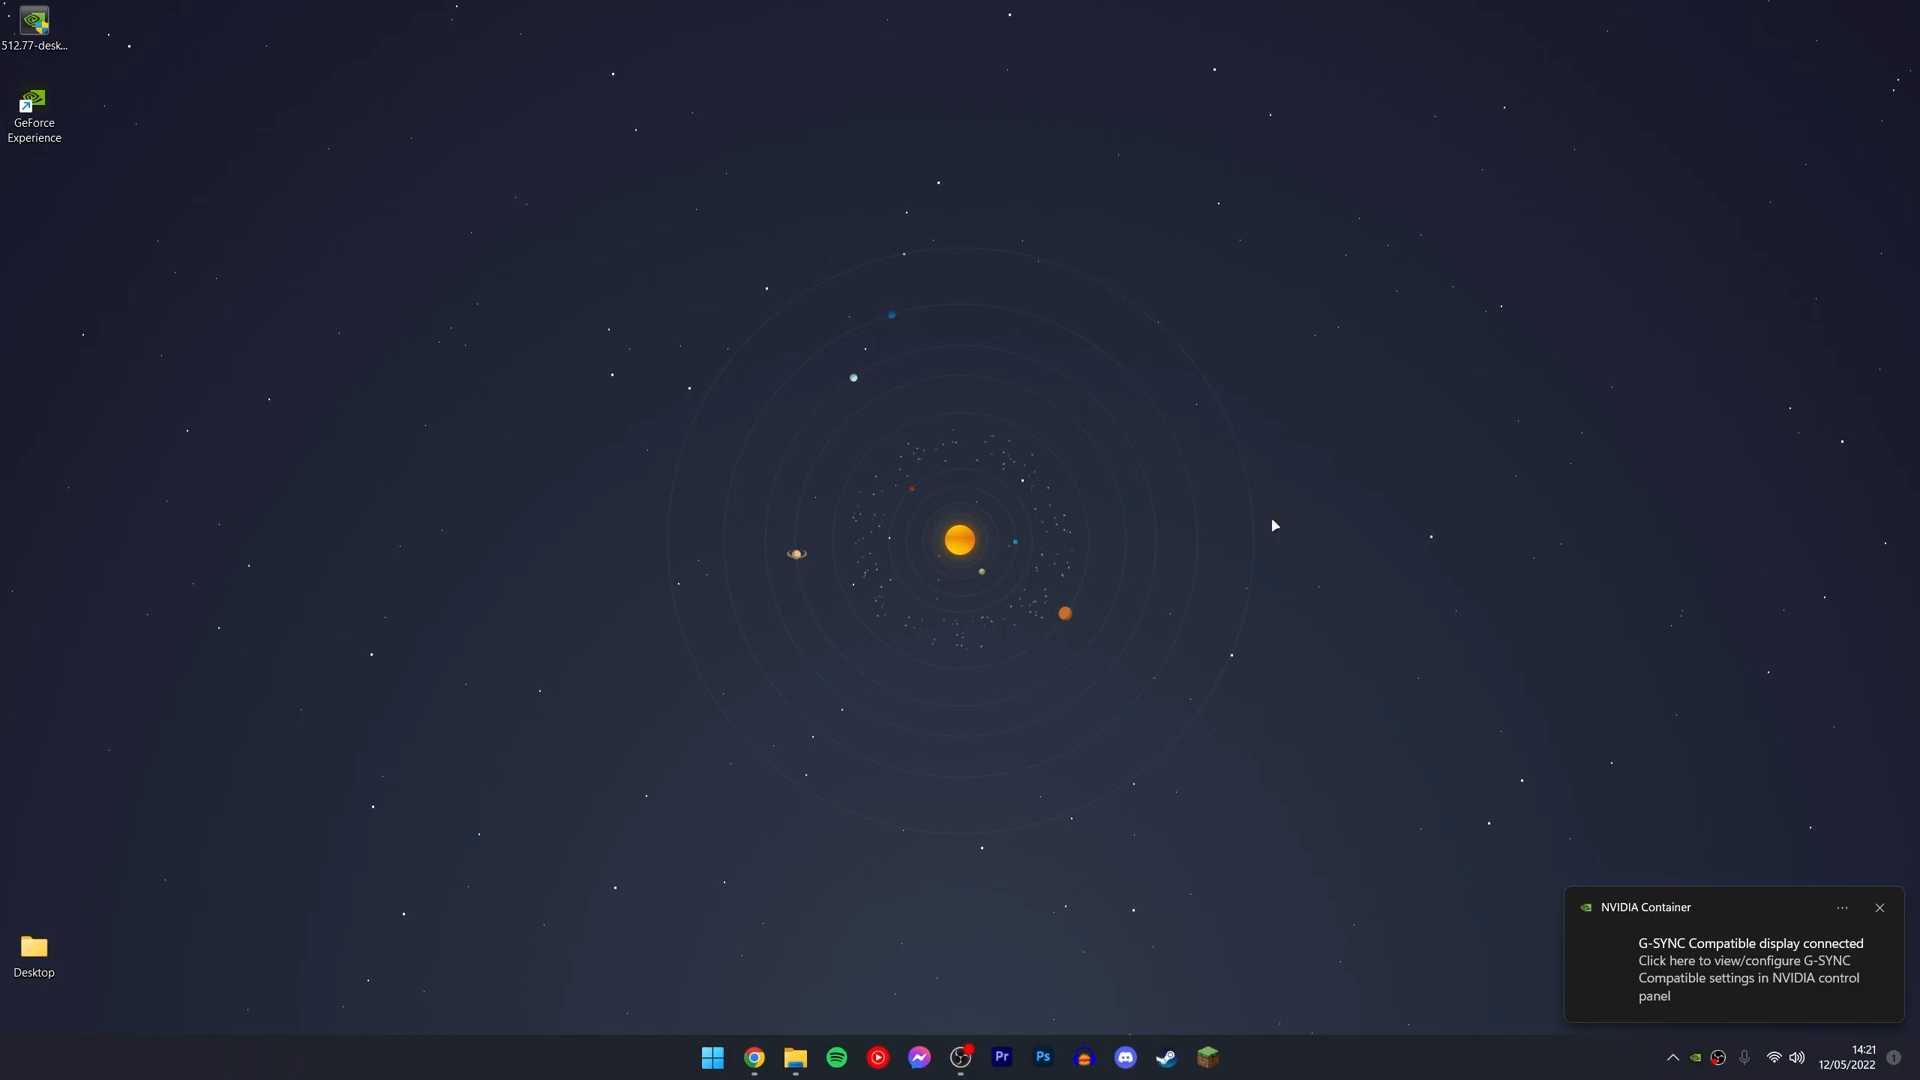 512.77-desk...
GeForce
Experience
Desktop
NVIDIA Container
G-SYNC Compatible display connected
Click here to view/configure G-SYNC
Compatible settings in NVIDIA control
panel
Pr
Ps
14:21
12/05/2022
1